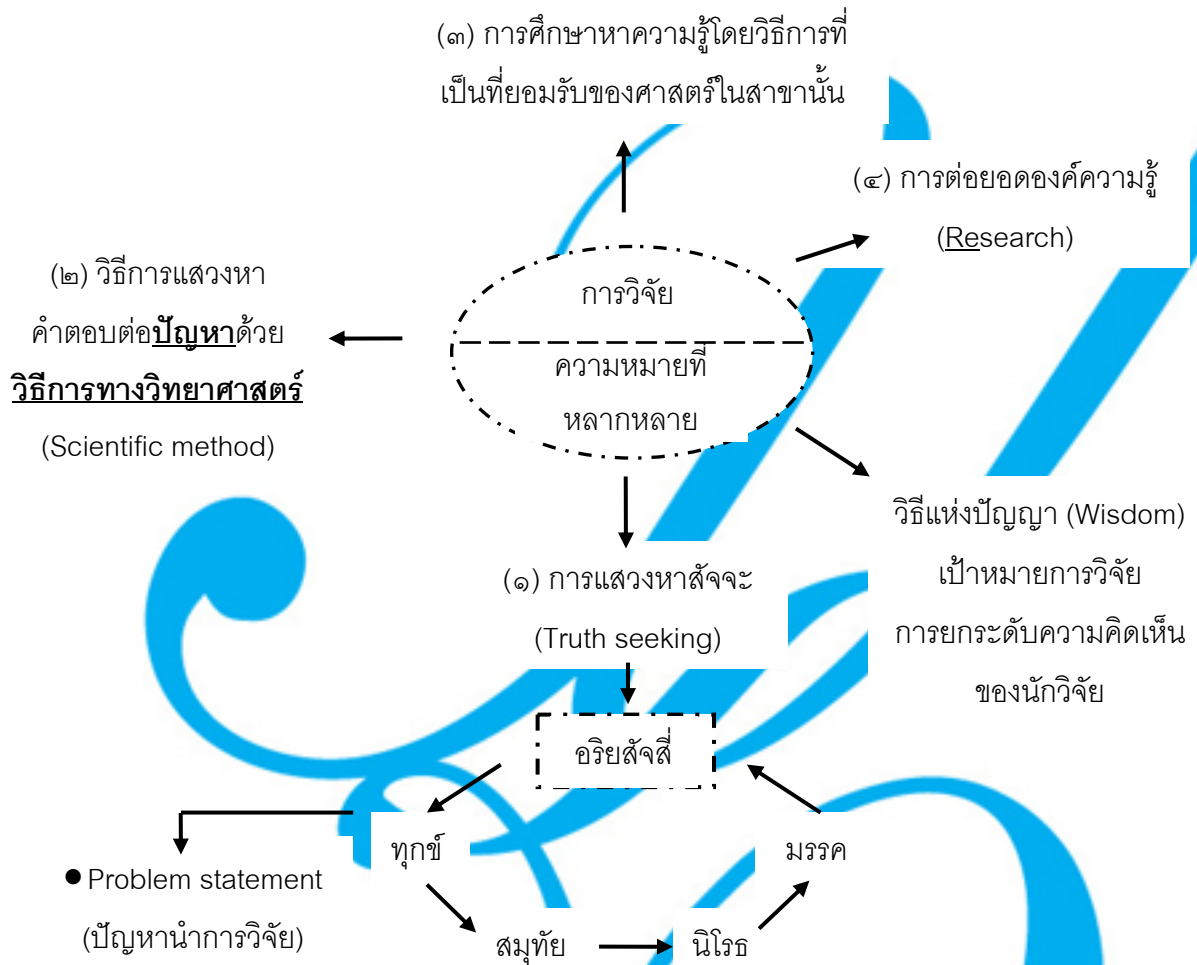 (๓) การศึกษาหาความรู้โดยวิธีการที่
เป็นที่ยอมรับของศาสตร์ในสาขานั้น
(๔) การต่อยอดองค์ความรู้
(Research)
(๒) วิธีการแสวงหา
คำตอบต่อปัญหาด้วย
วิธีการทางวิทยาศาสตร์
(Scientific method)
การวิจัย
ความหมายที่
หลากหลาย
วิธีแห่งปัญญา (Wisdom)
เป้าหมายการวิจัย
การยกระดับความคิดเห็น
ของนักวิจัย
(๑) การแสวงหาสัจจะ
(Truth seeking)
อริยสัจสี่
ทุกข์
มรรค
● Problem statement
(ปัญหานำการวิจัย)
สมุทัย
นิโรธ